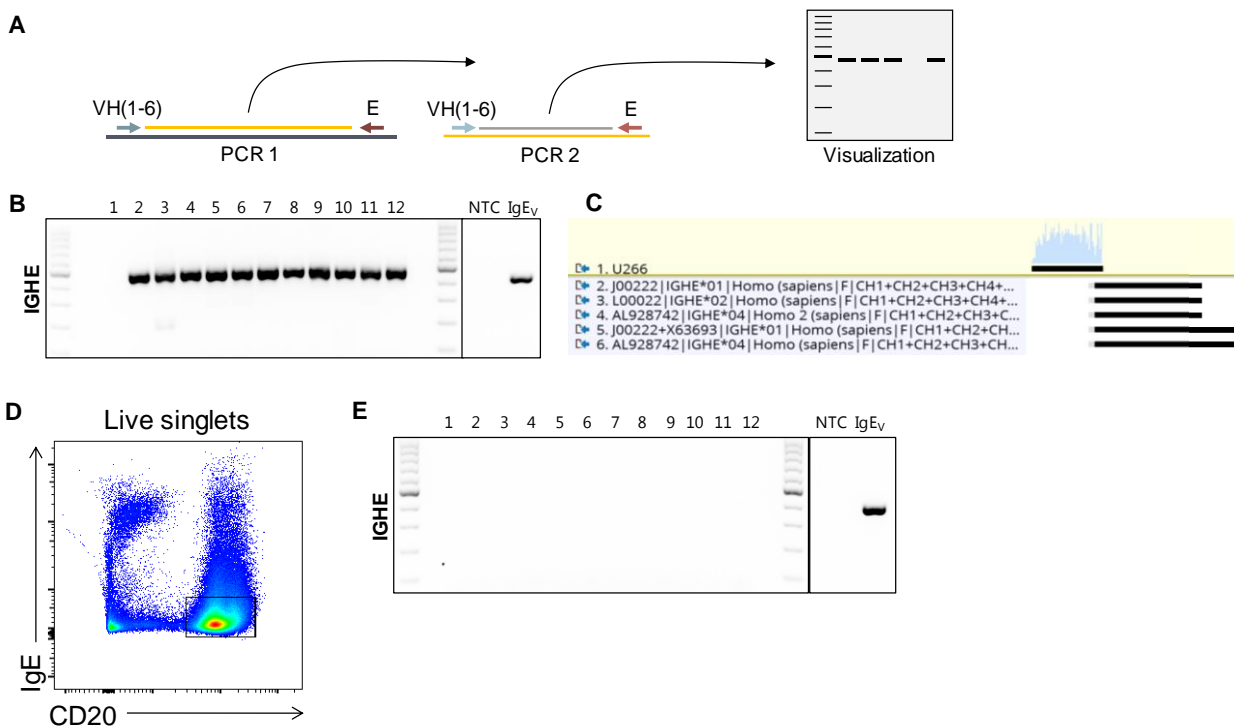 A
VH(1-6)
E
PCR 1
VH(1-6)
E
PCR 2
Visualization
B
1 2 3 4 5 6 7 8 9 10 11 12
NTC IgEV
IGHE
C
1. U266
2. J00222|IGHE*01|Homo (sapiens|F|CH1+CH2+CH3+CH4+...
3. L00022|IGHE*02|Homo (sapiens|F|CH1+CH2+CH3+CH4+...
4. AL928742|IGHE*04|Homo 2 (sapiens|F|CH1+CH2+CH3+C...
5. J00222+X63693|IGHE*01|Homo (sapiens|F|CH1+CH2+CH...
6. AL928742|IGHE*04|Homo (sapiens|F|CH1+CH2+CH3+CH...
D
Live singlets
IgE
CD20
E
1 2 3 4 5 6 7 8 9 10 11 12
NTC IgEV
IGHE